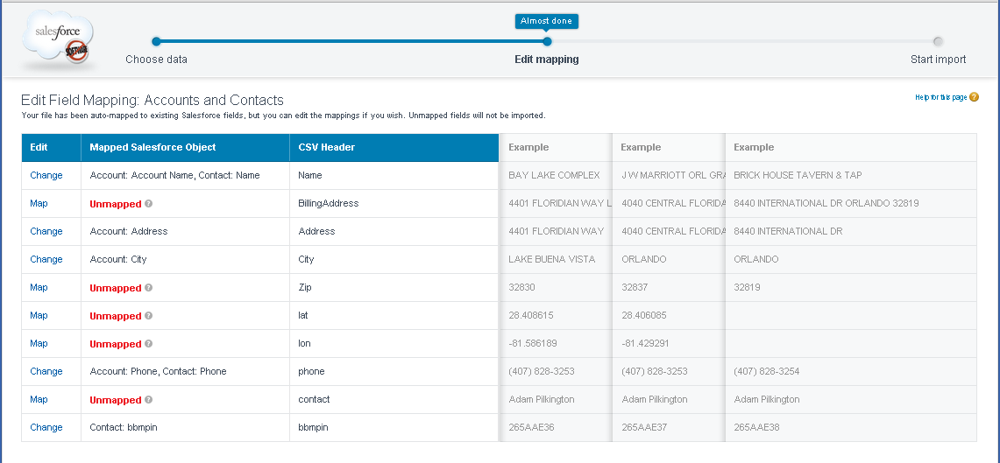 salesforce
SOFTWARE
Almost done
Choose data
Edit mapping
Start import
Edit Field Mapping: Accounts and Contacts
Help for this page ?
Your file has been auto-mapped to existing Salesforce fields, but you can edit the mappings if you wish. Unmapped fields will not be imported.
Edit Mapped Salesforce Object CSV Header Example Example Example
Change Account: Account Name, Contact: Name Name BAY LAKE COMPLEX J W MARRIOTT ORL GRA BRICK HOUSE TAVERN & TAP
Map Unmapped ? BillingAddress 4401 FLORIDIAN WAY L 4040 CENTRAL FLORIDA 8440 INTERNATIONAL DR ORLANDO 32819
Change Account: Address Address 4401 FLORIDIAN WAY 4040 CENTRAL FLORIDA 8440 INTERNATIONAL DR
Change Account: City City LAKE BUENA VISTA ORLANDO ORLANDO
Map Unmapped ? Zip 32830 32837 32819
Map Unmapped ? lat 28.408615 28.406085
Map Unmapped ? lon -81.586189 -81.429291
Change Account: Phone, Contact: Phone phone (407) 828-3253 (407) 828-3253 (407) 828-3254
Map Unmapped ? contact Adam Pilkington Adam Pilkington Adam Pilkington
Change Contact: bbmpin bbmpin 265AAE36 265AAE37 265AAE38